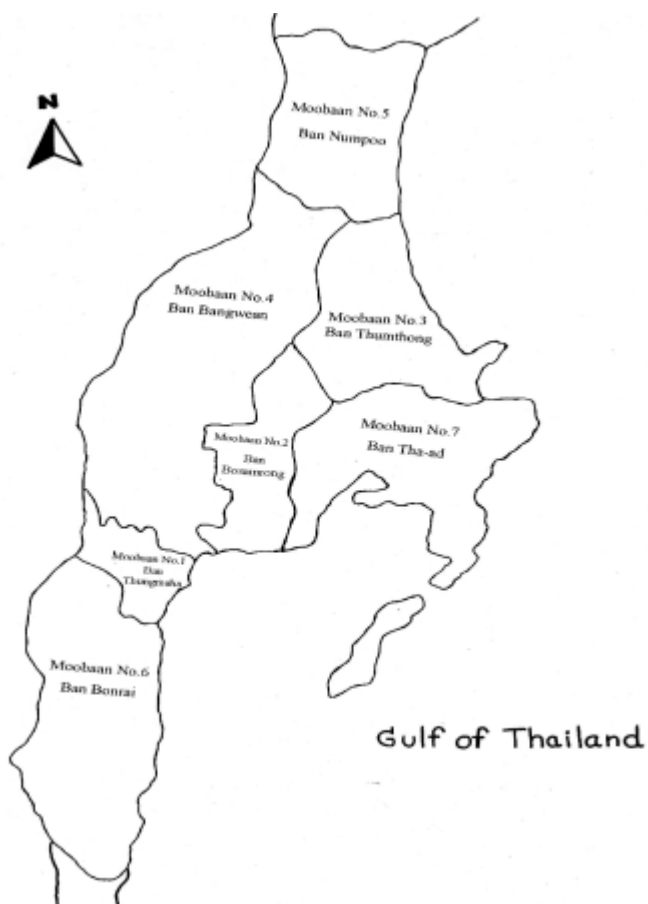 N
Moobaan No.5
Ban Numpoo
Moobaan No.4
Ban Bangwean
Moobaan No.3
Ban Thumthong
Moobaan No.7
Ban Tha-ad
Moobaan No.2
Ban
Moobaan No.1
Ban
Moobaan No.6
Ban Bonrai
Gulf of Thailand